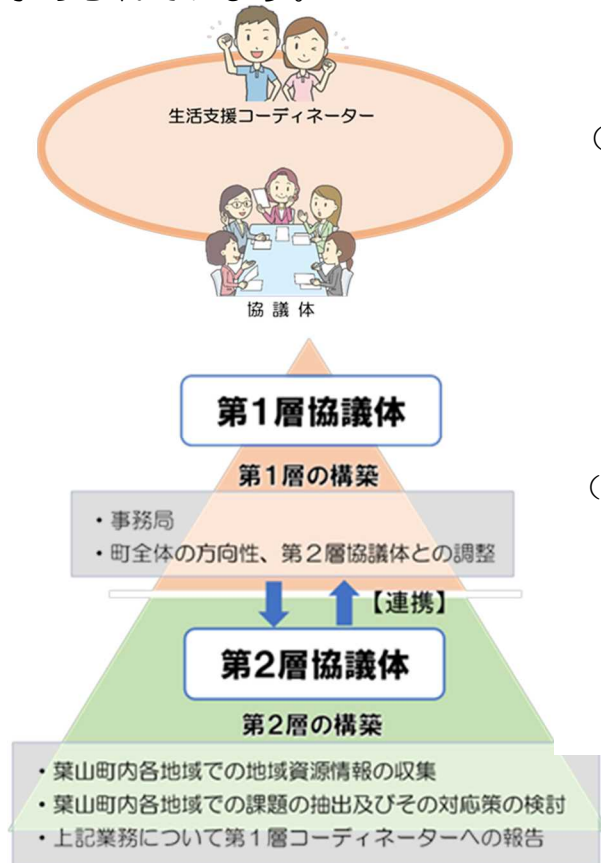 生活支援コーディネーター
協 議 体
第1層協議体
第1層の構築
・事務局
・町全体の方向性、第2層協議体との調整
【連携】
第2層協議体
第2層の構築
・葉山町内各地域での地域資源情報の収集
・葉山町内各地域での課題の抽出及びその対応策の検討
・上記業務について第1層コーディネーターへの報告